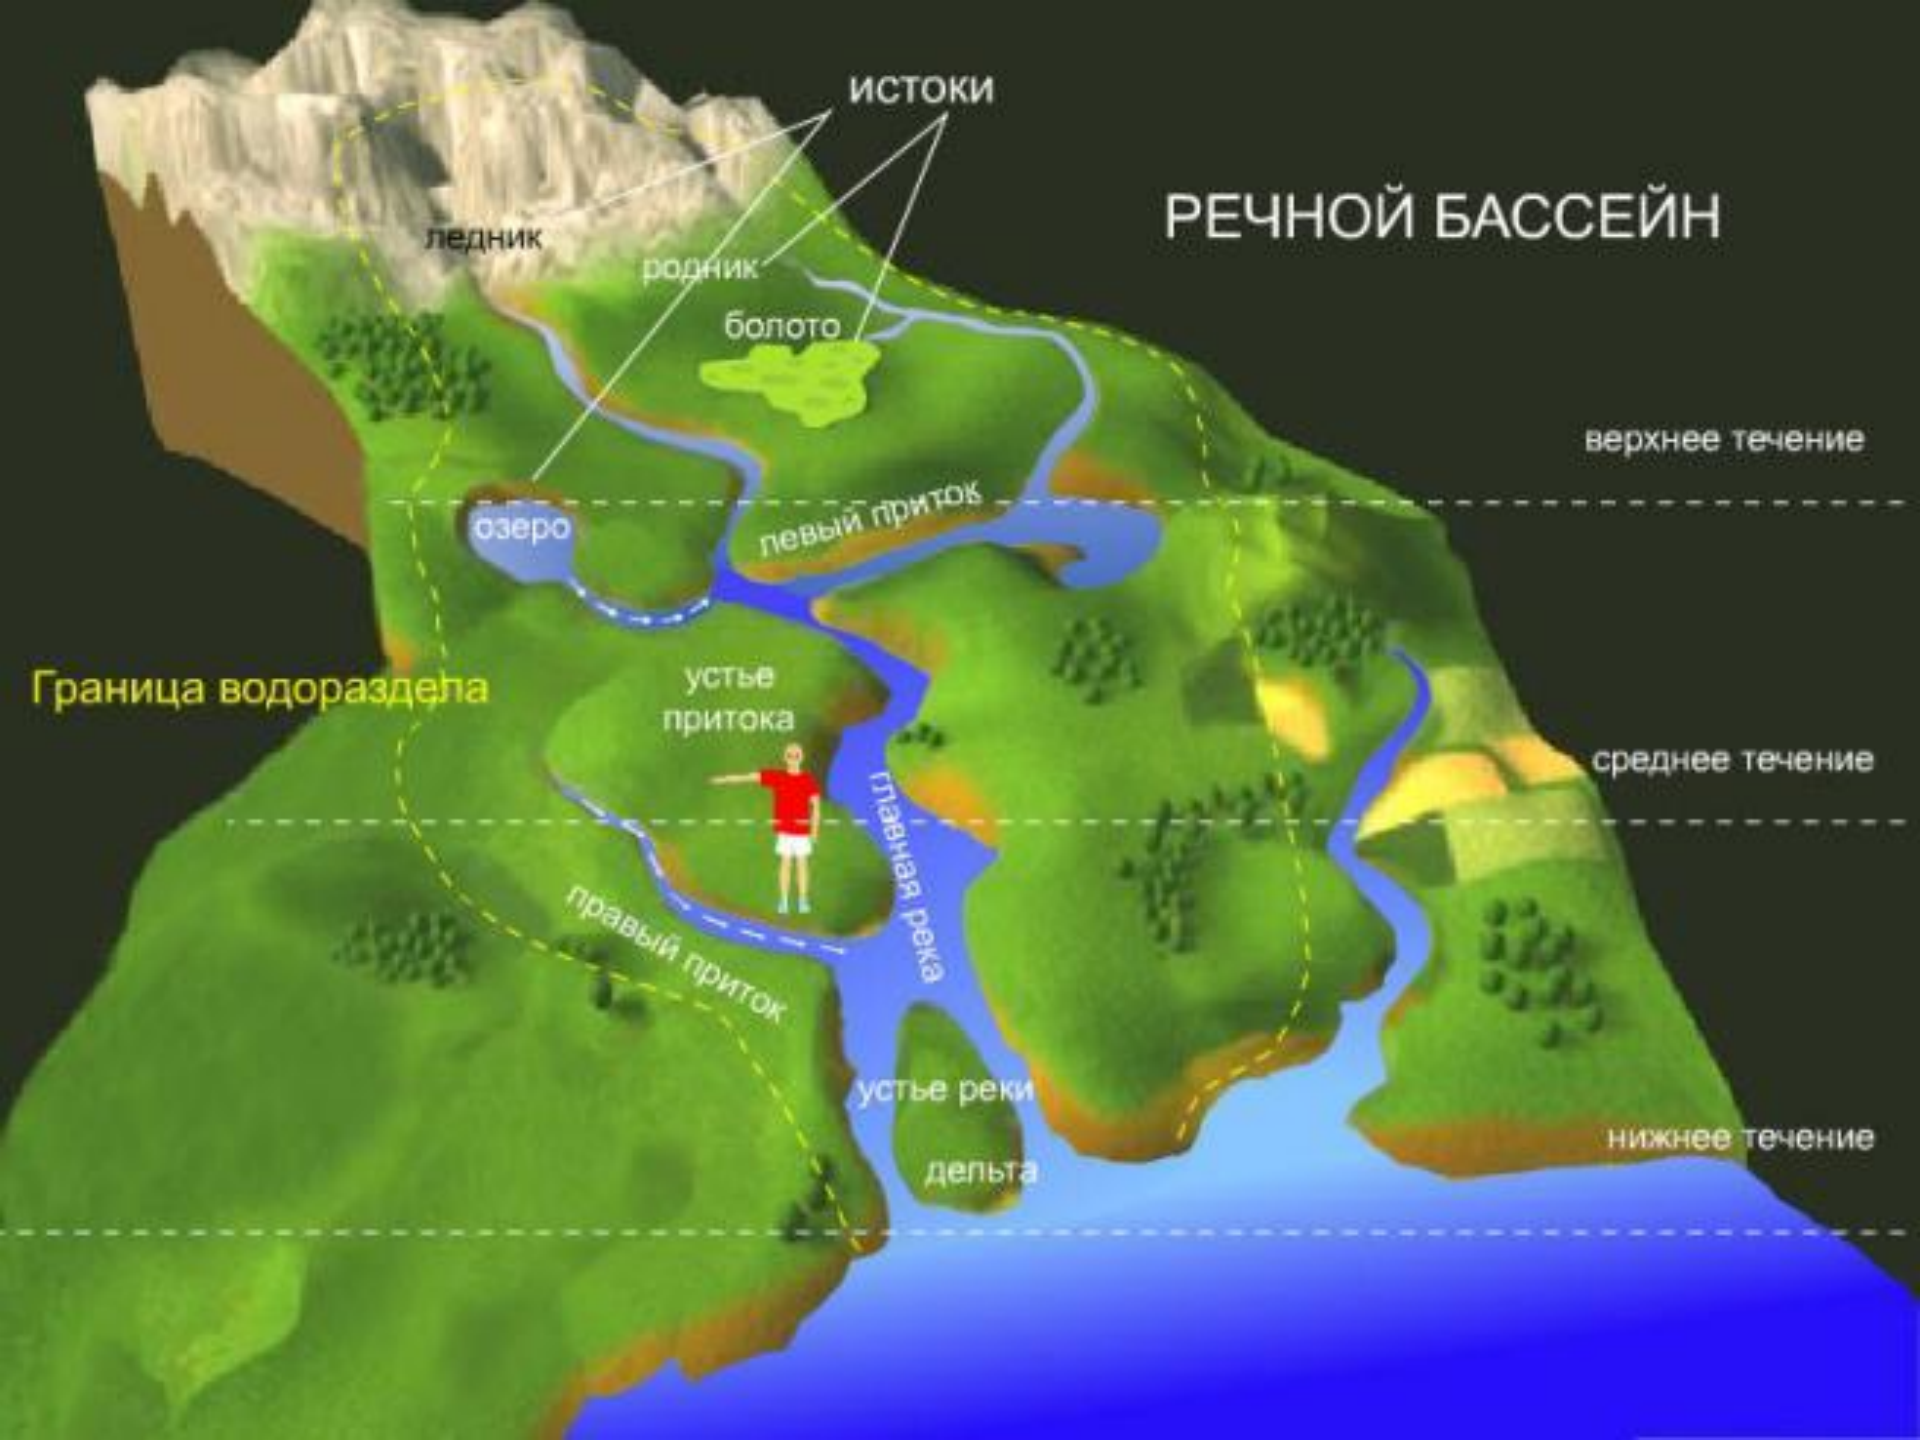 истоки
РЕЧНОЙ БАССЕЙН
ледник
родник
болото
верхнее течение
левый приток
озеро
устье
притока
Граница водораздела
среднее течение
главная река
правый приток
устье реки
нижнее течение
дельта